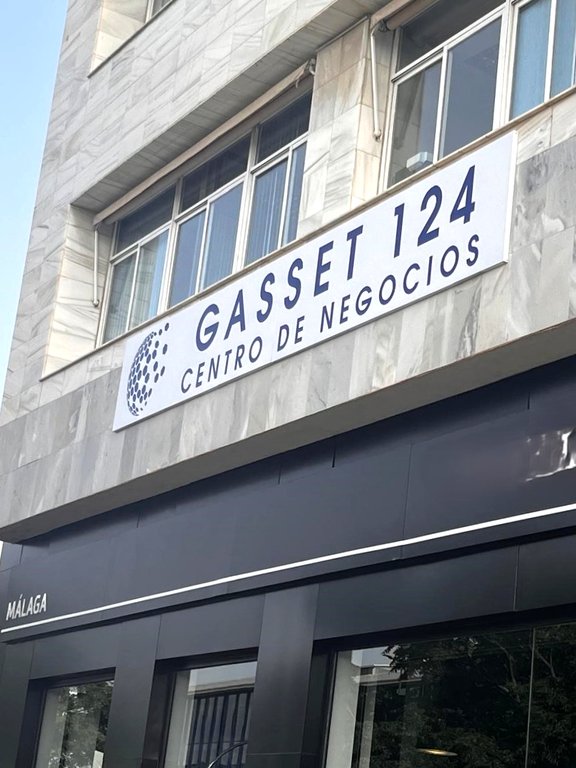 GASSET 124
CENTRO DE NEGOCIOS
MÁLAGA